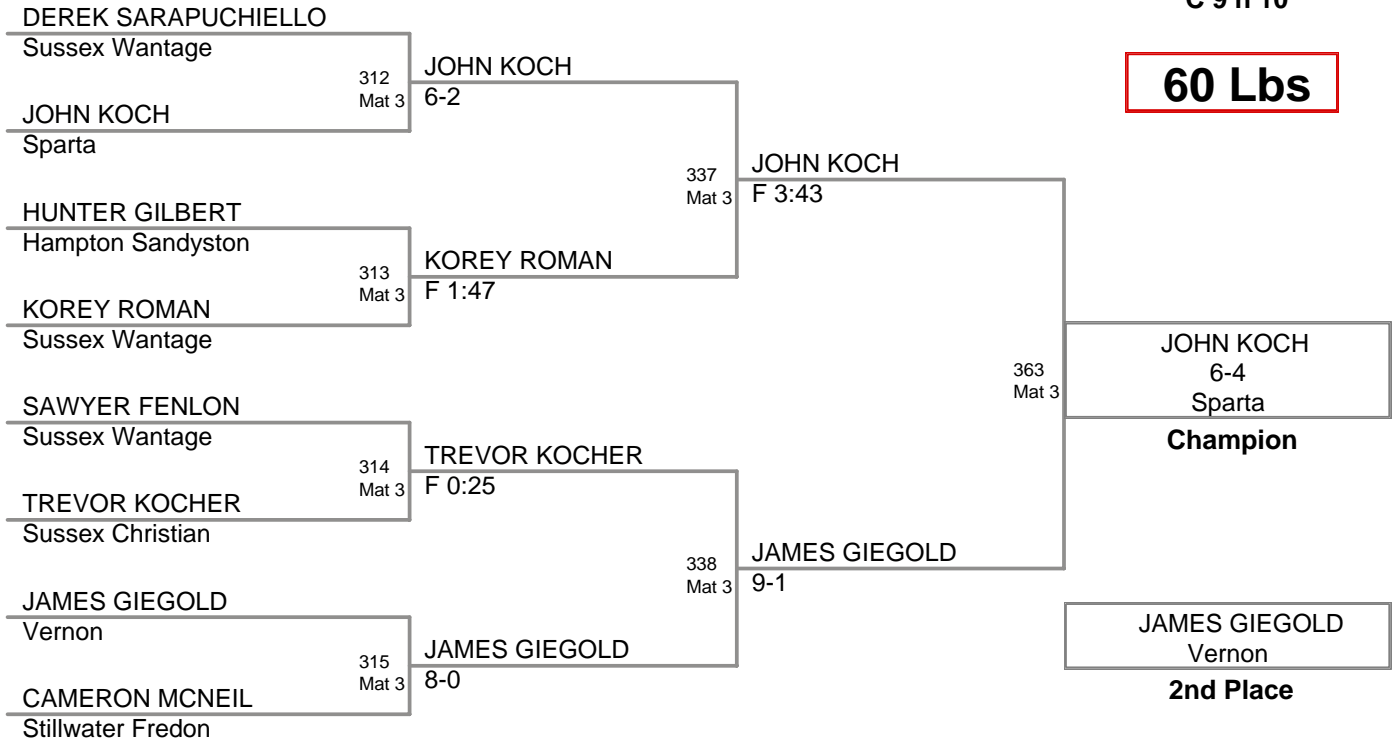 C 9 n 10
60 Lbs
DEREK SARAPUCHIELLO
Sussex Wantage
312
Mat 3
JOHN KOCH
6-2
JOHN KOCH
Sparta
337
Mat 3
JOHN KOCH
F 3:43
HUNTER GILBERT
Hampton Sandyston
313
Mat 3
KOREY ROMAN
F 1:47
KOREY ROMAN
Sussex Wantage
363
Mat 3
JOHN KOCH
6-4
Sparta
Champion
SAWYER FENLON
Sussex Wantage
314
Mat 3
TREVOR KOCHER
F 0:25
TREVOR KOCHER
Sussex Christian
338
Mat 3
JAMES GIEGOLD
9-1
JAMES GIEGOLD
Vernon
315
Mat 3
JAMES GIEGOLD
8-0
CAMERON MCNEIL
Stillwater Fredon
JAMES GIEGOLD
Vernon
2nd Place